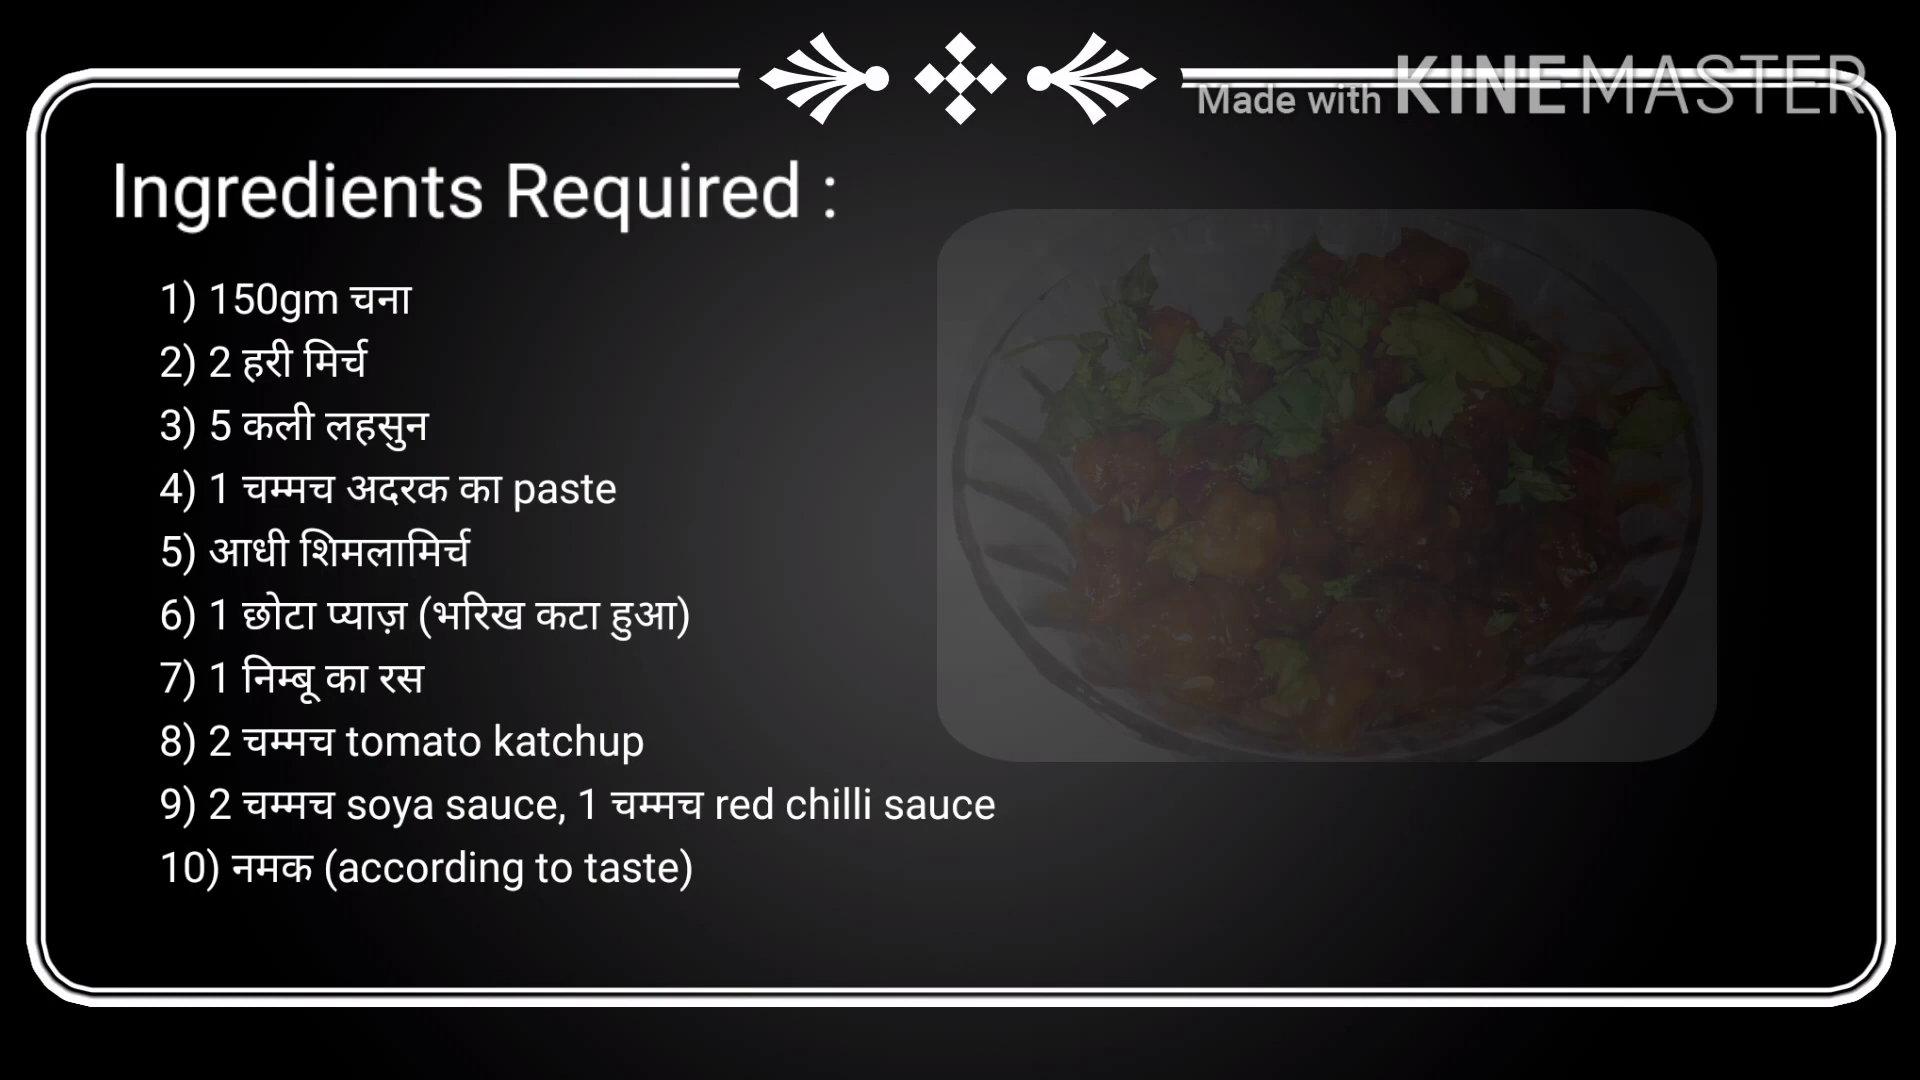 Made with KINEMASTER
Ingredients Required :
1) 150gm चना
2) 2 हरी मिर्च
3) 5 कली लहसुन
4) 1 चम्मच अदरक का paste
5) आधी शिमलामिर्च
6) 1 छोटा प्याज़ (भरिख कटा हुआ)
7) 1 निम्बू का रस
8) 2 चम्मच tomato katchup
9) 2 चम्मच soya sauce, 1 चम्मच red chilli sauce
10) नमक (according to taste)